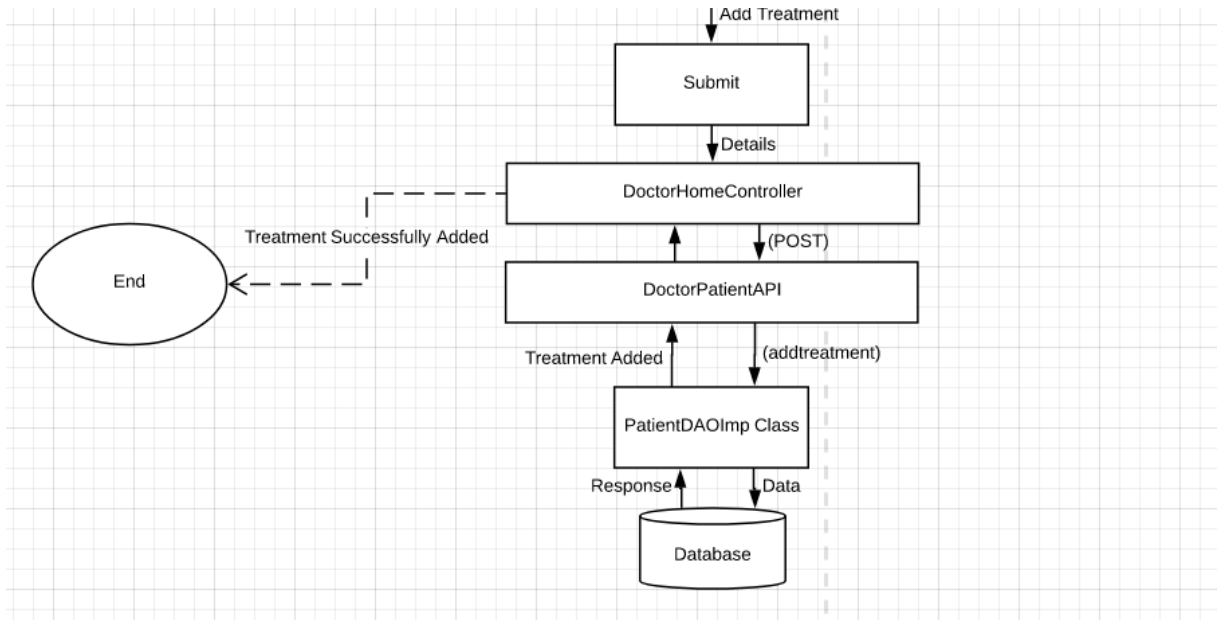 Add Treatment
Submit
Details
DoctorHomeController
Treatment Successfully Added
(POST)
End
DoctorPatientAPI
Treatment Added
(addtreatment)
PatientDAOImp Class
Response
Data
Database